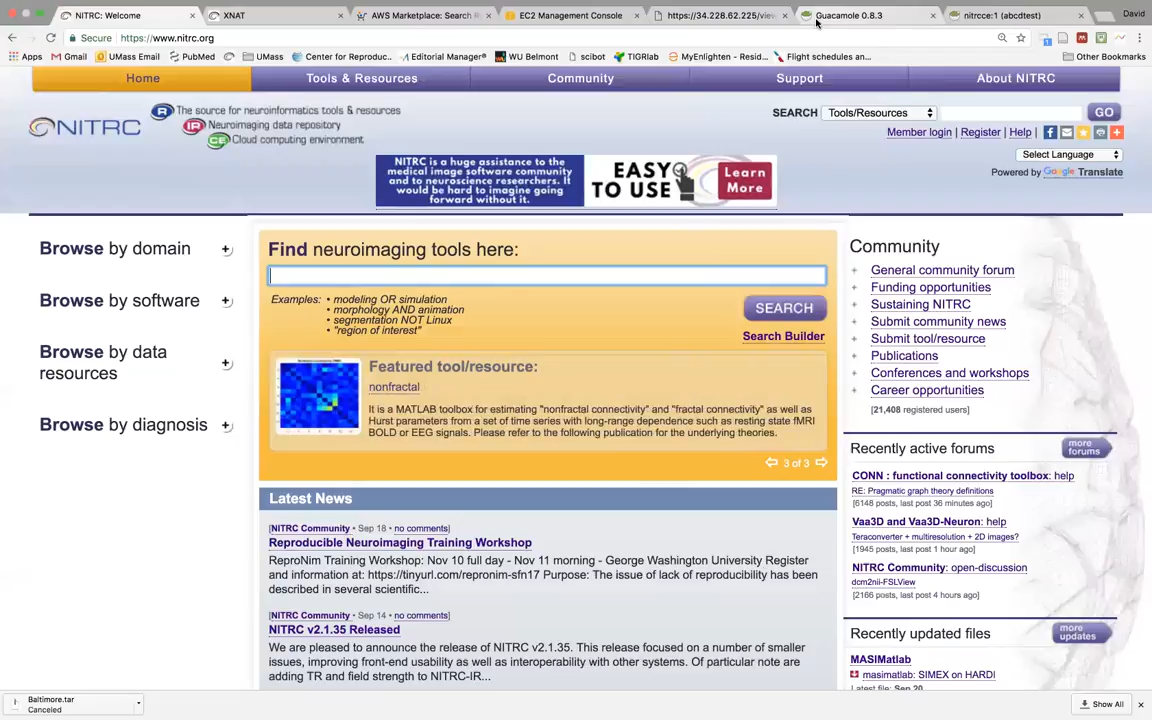 NITRC: Welcome
XNAT
AWS Marketplace: Search
EC2 Management Console
https://34.228.62.225/vie
Guacamole 0.8.3
nitrcce:1 (abcdtest)
David
Secure https://www.nitrc.org
Apps
Gmail
UMass Email
PubMed
UMass
Center for Reproduc..
Editorial Manager®
WU Belmont
scibot
TIGRlab
MyEnlighten - Resid...
Flight schedules an...
Other Bookmarks
Home
Tools & Resources
Community
Support
About NITRC
NITRC
R The source for neuroinformatics tools & resources
IR Neuroimaging data repository
CE Cloud computing environment
SEARCH Tools/Resources GO
Member login | Register | Help |
Select Language
Powered by Google Translate
NITRC is a huge assistance to the
medical image software community
and to neuroscience researchers. It
would be hard to imagine going
forward without it.
EASY
TO USE
Learn
More
Browse by domain
Browse by software
Browse by data
resources
Browse by diagnosis
Find neuroimaging tools here:
Examples: • modeling OR simulation
• morphology AND animation
• segmentation NOT Linux
• "region of interest"
SEARCH
Search Builder
Featured tool/resource:
nonfractal
It is a MATLAB toolbox for estimating "nonfractal connectivity" and "fractal connectivity" as well as
Hurst parameters from a set of time series with long-range dependence such as resting state fMRI
BOLD or EEG signals. Please refer to the following publication for the underlying theories.
3 of 3
Latest News
[NITRC Community • Sep 18 • no comments]
Reproducible Neuroimaging Training Workshop
ReproNim Training Workshop: Nov 10 full day - Nov 11 morning - George Washington University Register
and information at: https://tinyurl.com/repronim-sfn17 Purpose: The issue of lack of reproducibility has been
described in several scientific...
[NITRC Community • Sep 14 • no comments]
NITRC v2.1.35 Released
We are pleased to announce the release of NITRC v2.1.35. This release focused on a number of smaller
issues, improving front-end usability as well as interoperability with other systems. Of particular note are
adding TR and field strength to NITRC-IR...
Community
General community forum
Funding opportunities
Sustaining NITRC
Submit community news
Submit tool/resource
Publications
Conferences and workshops
Career opportunities
[21,408 registered users]
Recently active forums
more
forums
CONN : functional connectivity toolbox: help
RE: Pragmatic graph theory definitions
[6148 posts, last post 36 minutes ago]
Vaa3D and Vaa3D-Neuron: help
Teraconverter + multiresolution + 2D images?
[1945 posts, last post 1 hour ago]
NITRC Community: open-discussion
dcm2nii-FSLView
[2166 posts, last post 4 hours ago]
Recently updated files
more
updates
MASIMatlab
masimatlab: SIMEX on HARDI
Latest file: Sep 20
Baltimore.tar
Canceled
Show All